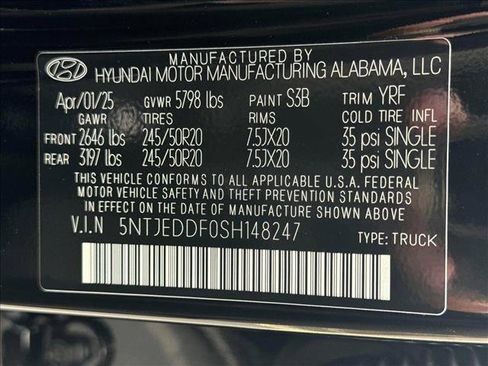 MANUFACTURED BY
HYUNDAI MOTOR MANUFACTURING ALABAMA, LLC
Apr/01/25 GVWR 5798 lbs PAINT S3B TRIM YRF
GAWR TIRES RIMS COLD TIRE INFL
FRONT 2646 lbs 245/50R20 7.5JX20 35 psi SINGLE
REAR 3197 lbs 245/50R20 7.5JX20 35 psi SINGLE
THIS VEHICLE CONFORMS TO ALL APPLICABLE U.S.A. FEDERAL
MOTOR VEHICLE SAFETY AND THEFT PREVENTION STANDARDS
IN EFFECT ON THE DATE OF MANUFACTURE SHOWN ABOVE.
V.I.N 5NTJEDDF0SH148247 TYPE: TRUCK